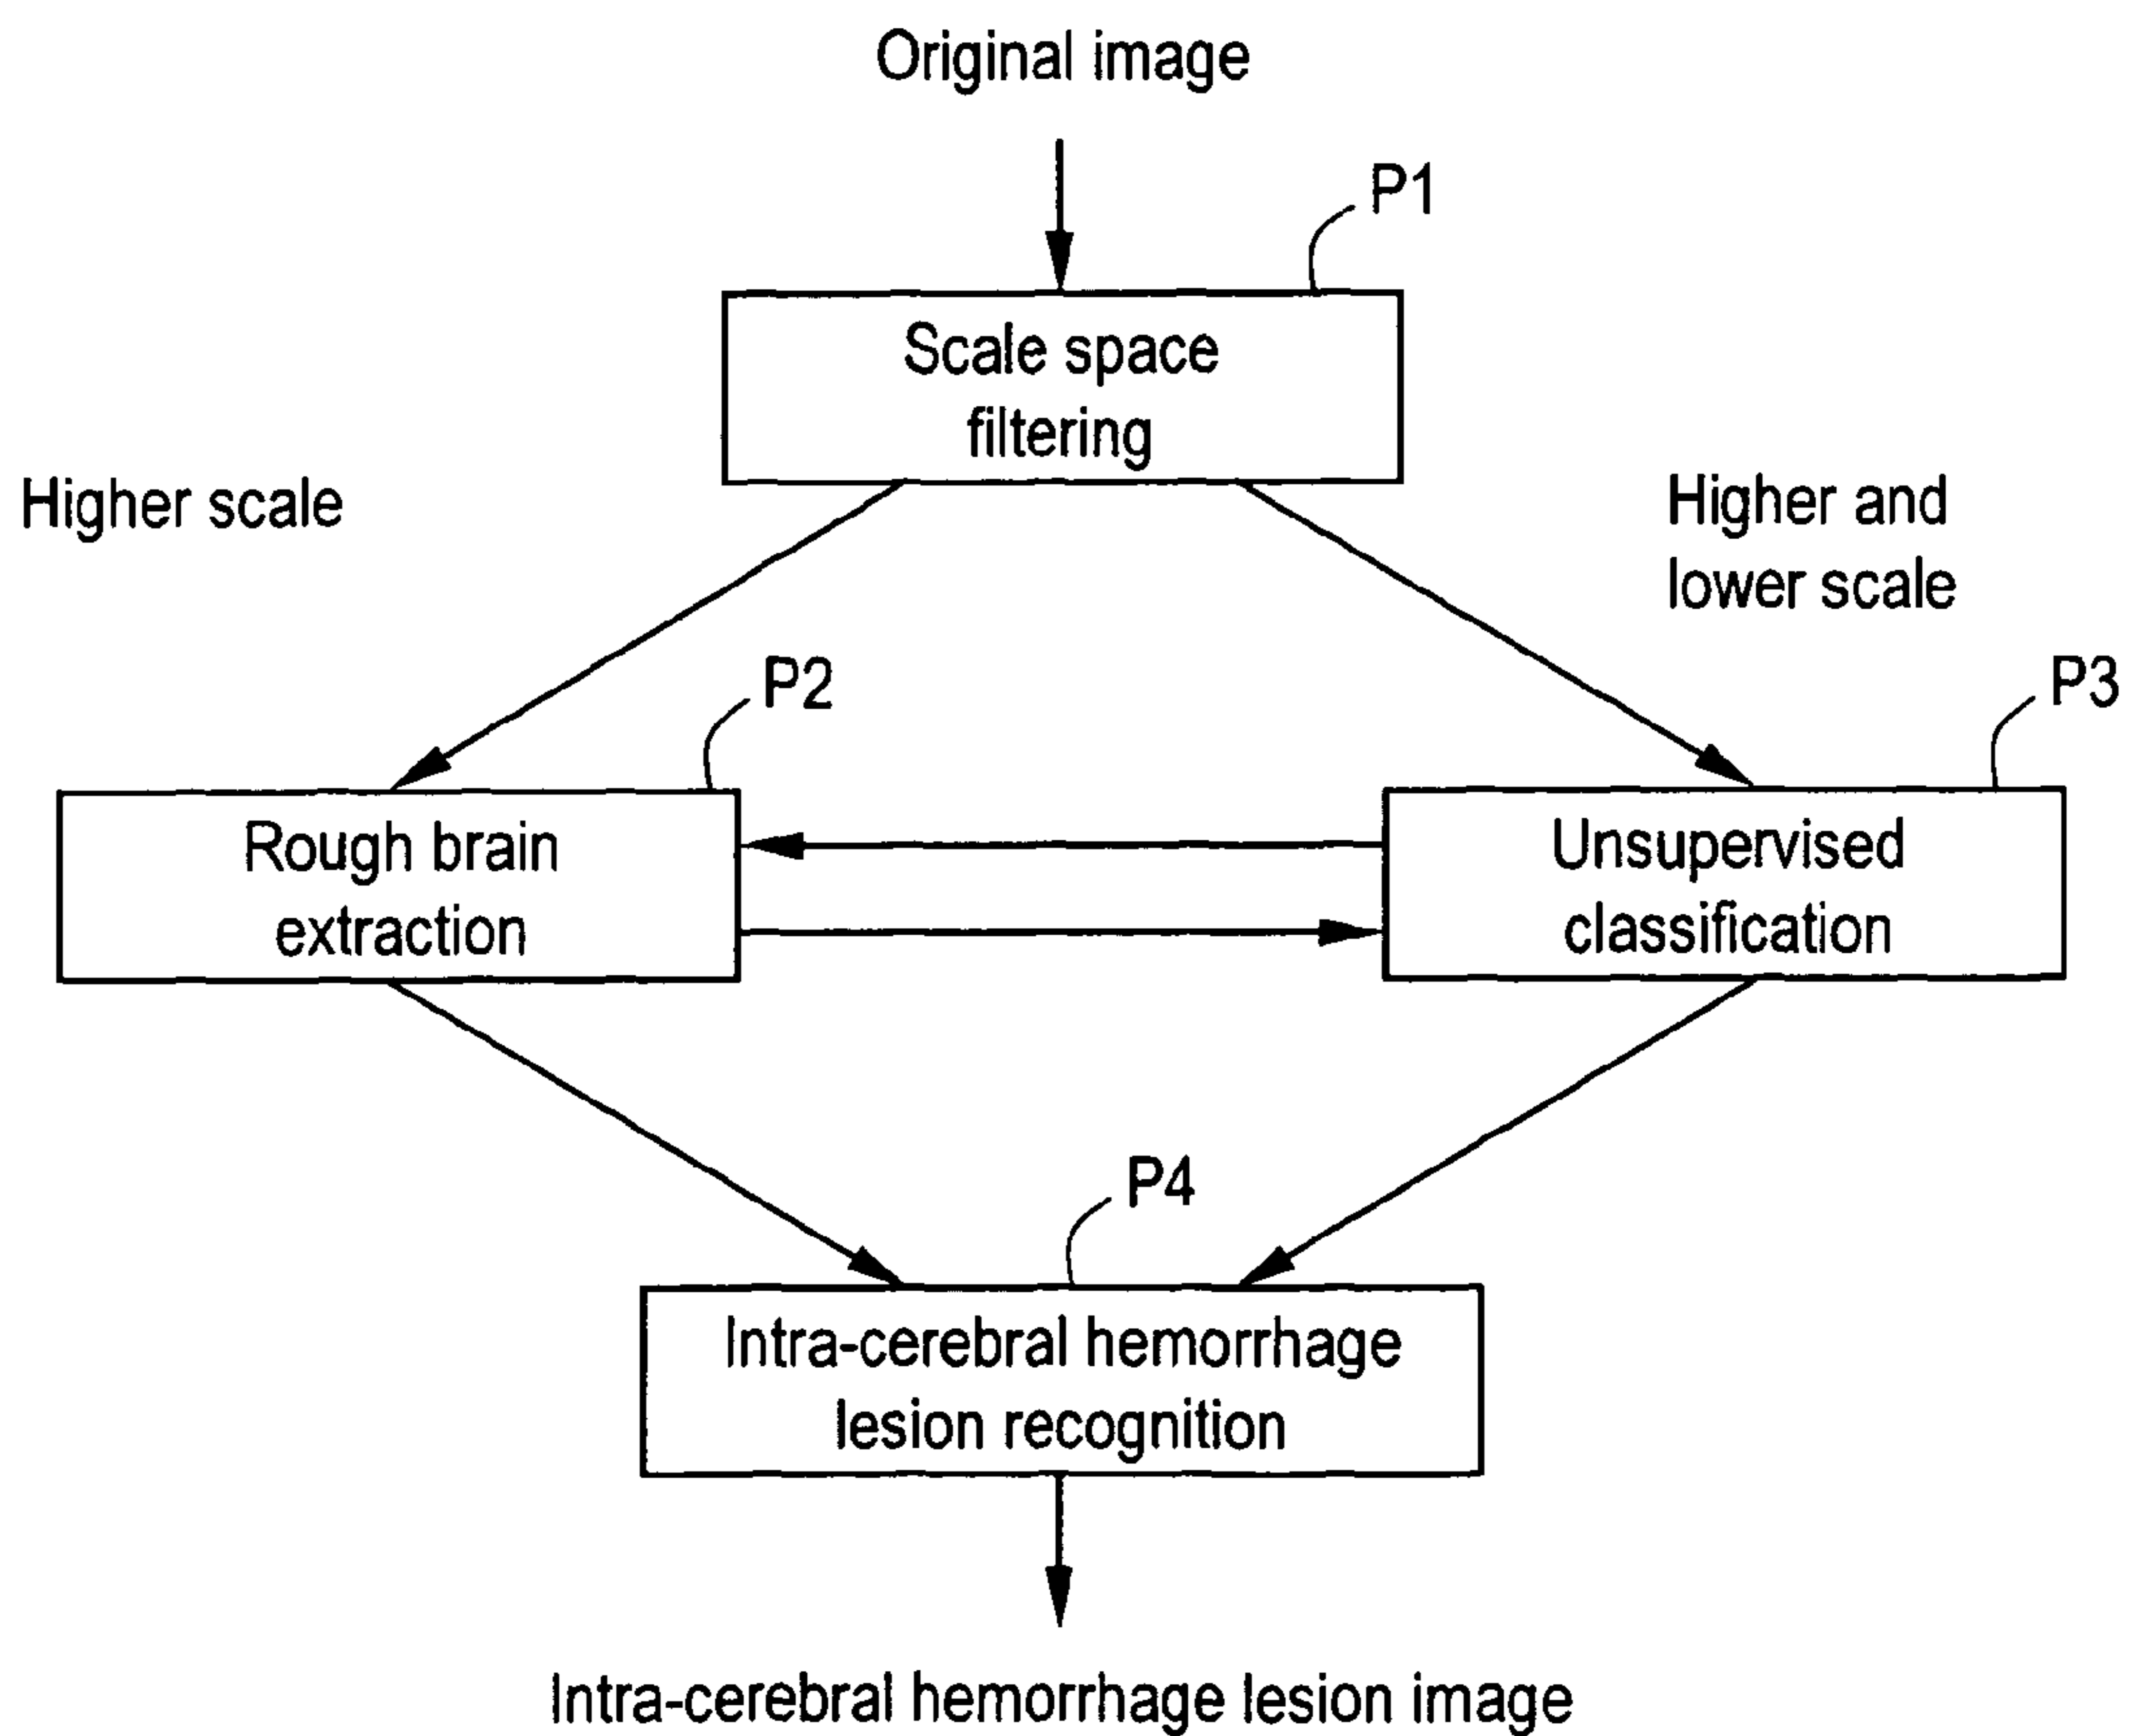 Original image
P1
Scale space
filtering
Higher scale
Higher and
lower scale
P2
P3
Rough brain
extraction
Unsupervised
classification
P4
Intra-cerebral hemorrhage
lesion recognition
Intra-cerebral hemorrhage lesion image